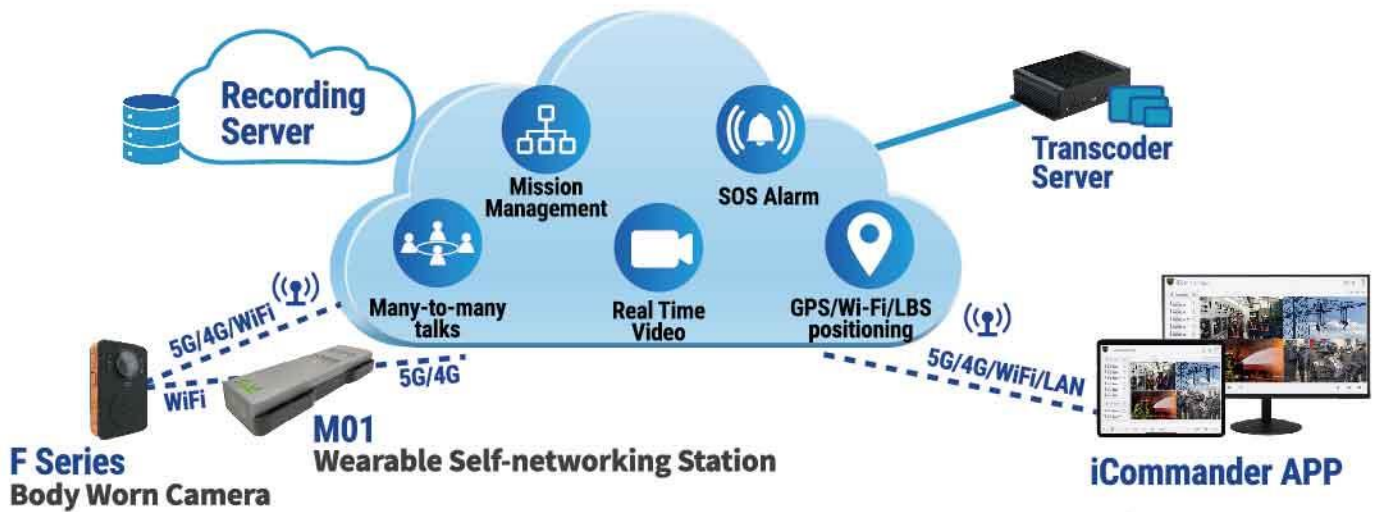 Recording
Server
Mission
Management
SOS Alarm
Transcoder
Server
Many-to-many
talks
Real Time
Video
GPS/Wi-Fi/LBS
positioning
5G/4G/WiFi
WiFi
5G/4G
5G/4G/WiFi/LAN
F Series
Body Worn Camera
M01
Wearable Self-networking Station
iCommander APP